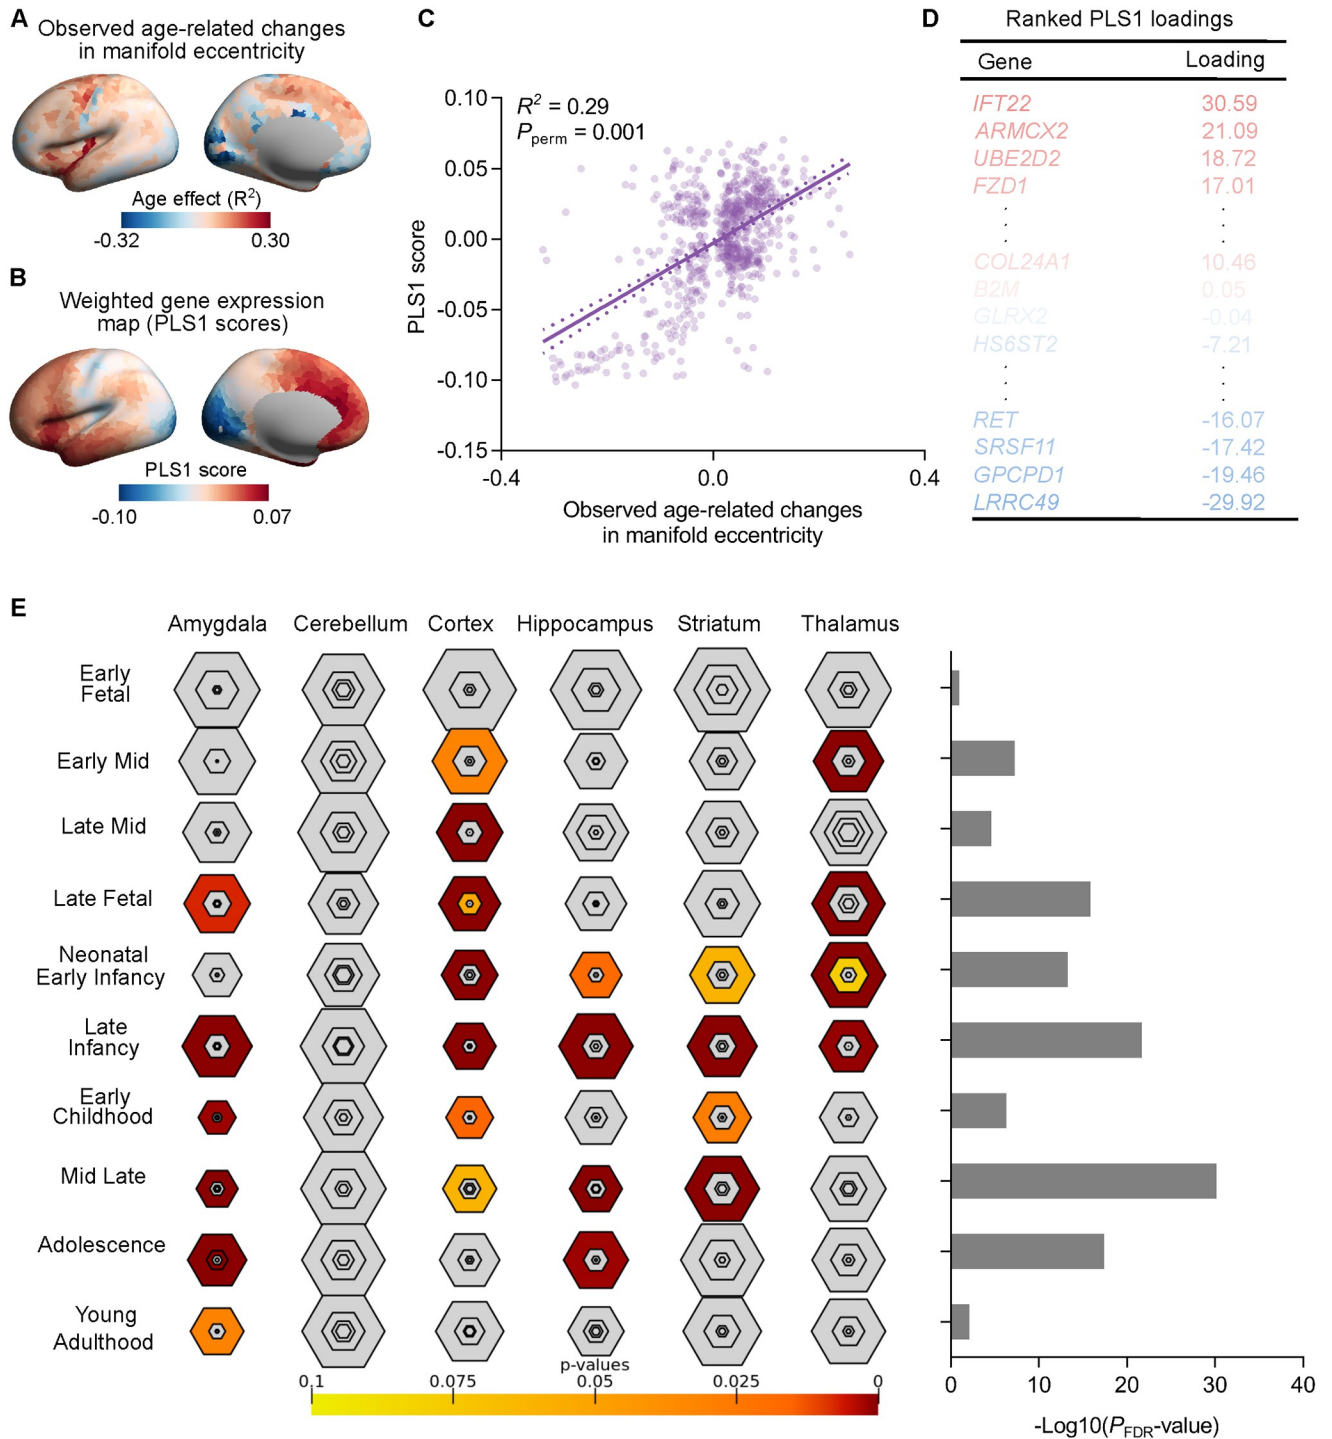 A
Observed age-related changes
in manifold eccentricity
Age effect (R²)
-0.32 0.30
B
Weighted gene expression
map (PLS1 scores)
PLS1 score
-0.10 0.07
C
R² = 0.29
Pperm = 0.001
0.10
0.05
0.00
-0.05
-0.10
-0.15
PLS1 score
-0.4 0.0 0.4
Observed age-related changes
in manifold eccentricity
D
Ranked PLS1 loadings
Gene Loading
IFT22 30.59
ARMCX2 21.09
UBE2D2 18.72
FZD1 17.01
COL24A1 10.46
B2M 0.05
GLRX2 -0.04
HS6ST2 -7.21
RET -16.07
SRSF11 -17.42
GPCPD1 -19.46
LRRC49 -29.92
E
Amygdala Cerebellum Cortex Hippocampus Striatum Thalamus
Early
Fetal
Early Mid
Late Mid
Late Fetal
Neonatal
Early Infancy
Late
Infancy
Early
Childhood
Mid Late
Adolescence
Young
Adulthood
p-values
0.1 0.075 0.05 0.025 0
0 10 20 30 40
-Log10(PFDR-value)